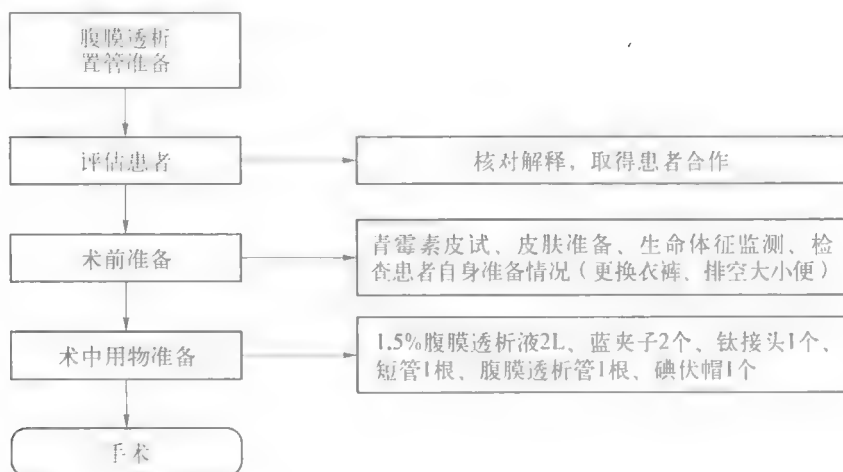 腹膜透析
置管准备
评估患者
核对解释，取得患者合作
术前准备
青霉素皮试、皮肤准备、生命体征监测、检
查患者自身准备情况（更换衣裤、排空大小便）
术中用物准备
1.5%腹膜透析液2L、蓝夹子2个、钛接头1个、
短管1根、腹膜透析管1根、碘伏帽1个
手术